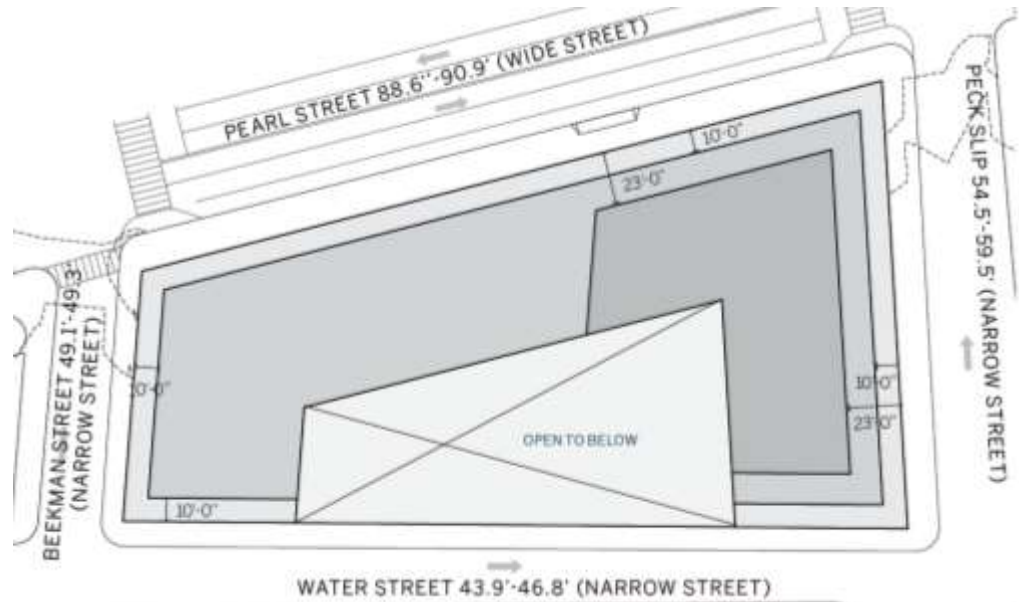 PEARL STREET 88.6"-90.9' (WIDE STREET)
PECK SLIP 54.5'-59.5' (NARROW STREET)
10'-0"
23'-0"
BEEKMAN STREET 49.1'-49.3'
(NARROW STREET)
10'-0"
10'-0"
23'-0"
OPEN TO BELOW
10'-0"
WATER STREET 43.9'-46.8' (NARROW STREET)